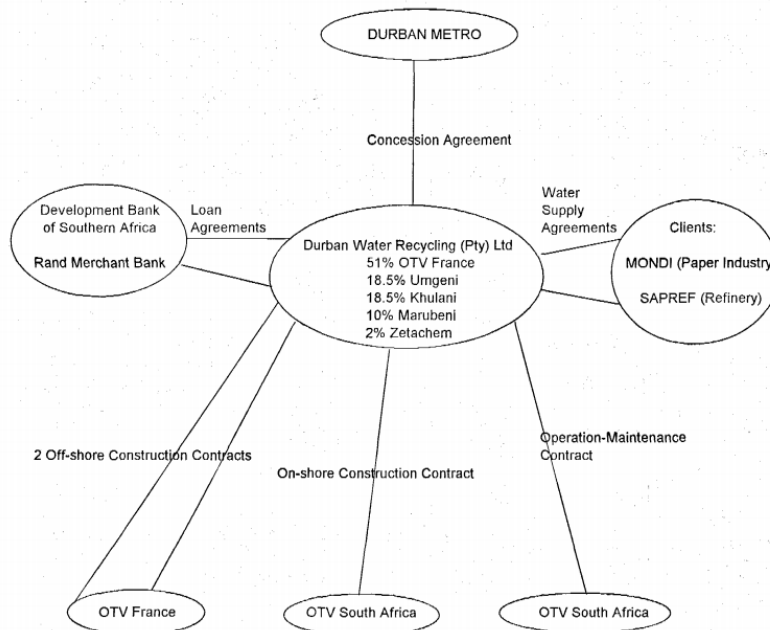 DURBAN METRO
Concession Agreement
Development Bank
of Southern Africa
Rand Merchant Bank
Loan
Agreements
Durban Water Recycling (Pty) Ltd
51% OTV France
18.5% Umgeni
18.5% Khulani
10% Marubeni
2% Zetachem
Water
Supply
Agreements
Clients:
MONDI (Paper Industry
SAPREF (Refinery)
2 Off-shore Construction Contracts
On-shore Construction Contract
Operation-Maintenance
Contract
OTV France
OTV South Africa
OTV South Africa